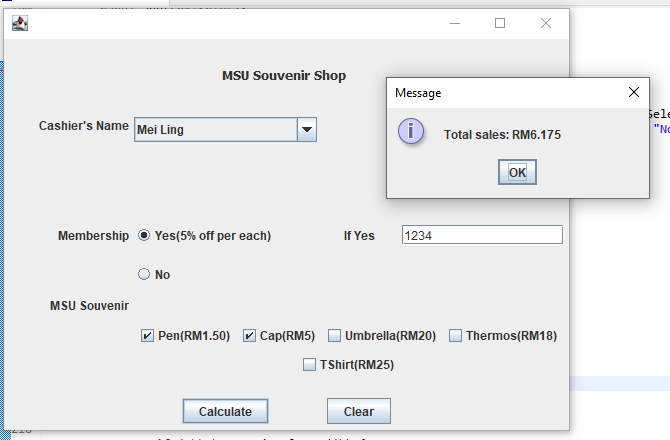 MSU Souvenir Shop
Cashier's Name Mei Ling
Message
Total sales: RM6.175
OK
Membership Yes(5% off per each) If Yes 1234
No
MSU Souvenir
Pen(RM1.50) Cap(RM5) Umbrella(RM20) Thermos(RM18)
TShirt(RM25)
Calculate Clear